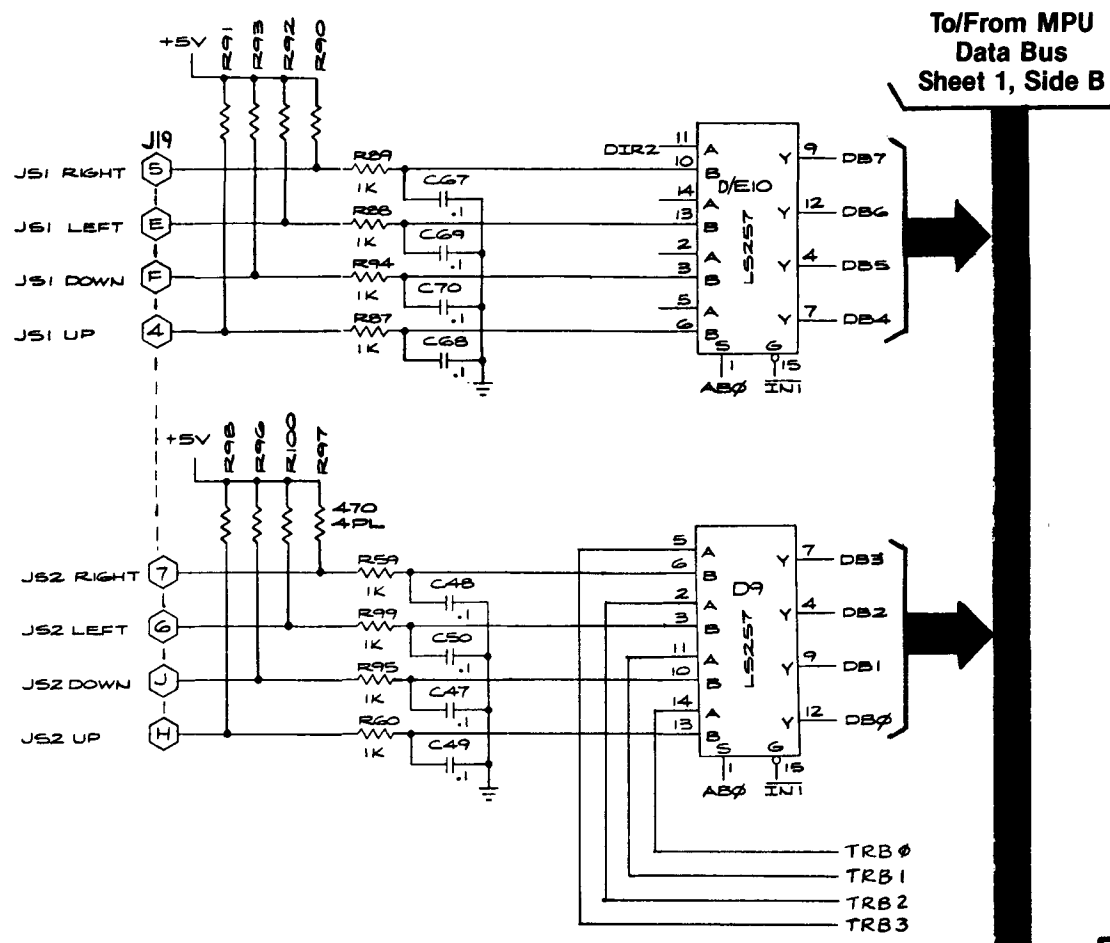 To/From MPU
Data Bus
Sheet 1, Side B
+5V
R91
R93
R92
R90
J19
JS1 RIGHT
5
R89
1K
C67
.1
DIR2
11
A
10
B
Y
9
DB7
JS1 LEFT
E
R88
1K
C69
.1
14
A
13
B
Y
12
DB6
D/E10
LS257
JS1 DOWN
F
R94
1K
C70
.1
2
A
3
B
Y
4
DB5
JS1 UP
4
R87
1K
C68
.1
5
A
6
B
Y
7
DB4
S
G
1
15
ABØ
IN1
+5V
R98
R96
R100
R97
470
4PL
JS2 RIGHT
7
R59
1K
C48
.1
5
A
6
B
Y
7
DB3
JS2 LEFT
6
R99
1K
C50
.1
2
A
3
B
Y
4
DB2
D9
LS257
JS2 DOWN
J
R95
1K
C47
.1
11
A
10
B
Y
9
DB1
JS2 UP
H
R60
1K
C49
.1
14
A
13
B
Y
12
DBØ
S
G
1
15
ABØ
IN1
TRBØ
TRB1
TRB2
TRB3